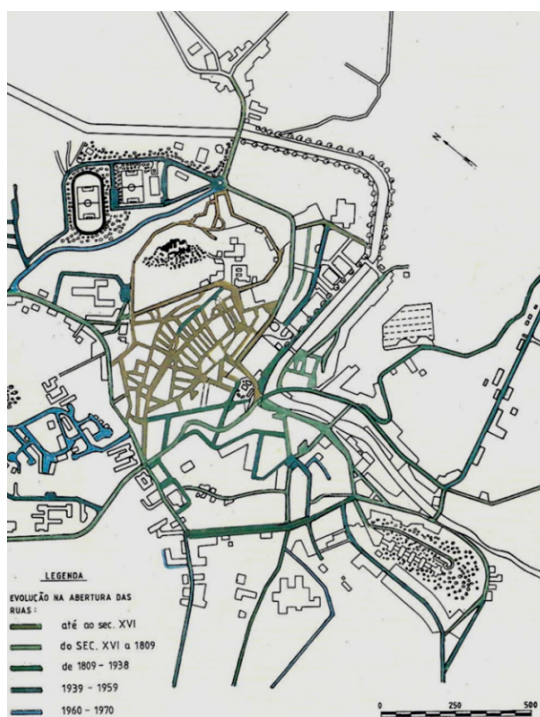 N
LEGENDA
EVOLUÇÃO NA ABERTURA DAS
RUAS:
até ao sec. XVI
do SEC. XVI a 1809
de 1809 - 1938
1939 - 1959
1960 - 1970
0 250 500